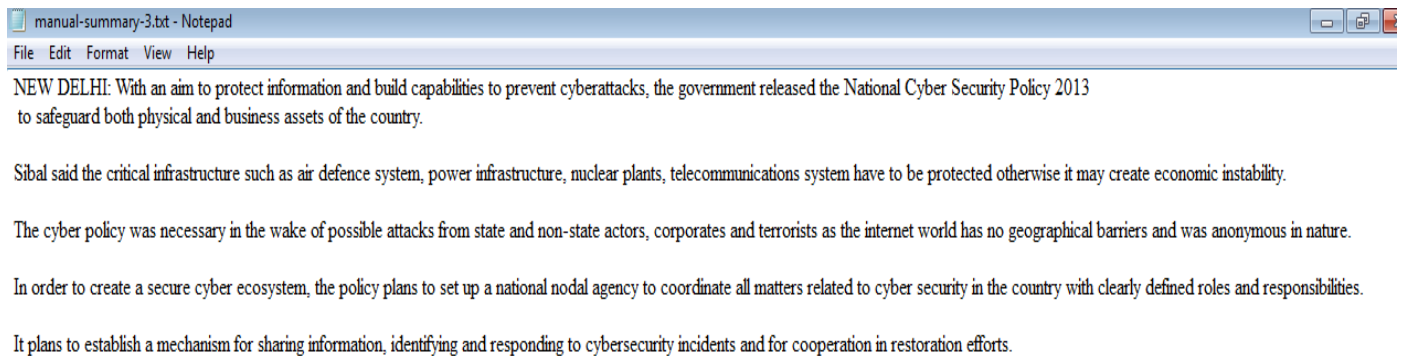 manual-summary-3.txt - Notepad
File Edit Format View Help
NEW DELHI: With an aim to protect information and build capabilities to prevent cyberattacks, the government released the National Cyber Security Policy 2013
to safeguard both physical and business assets of the country.
Sibal said the critical infrastructure such as air defence system, power infrastructure, nuclear plants, telecommunications system have to be protected otherwise it may create economic instability.
The cyber policy was necessary in the wake of possible attacks from state and non-state actors, corporates and terrorists as the internet world has no geographical barriers and was anonymous in nature.
In order to create a secure cyber ecosystem, the policy plans to set up a national nodal agency to coordinate all matters related to cyber security in the country with clearly defined roles and responsibilities.
It plans to establish a mechanism for sharing information, identifying and responding to cybersecurity incidents and for cooperation in restoration efforts.